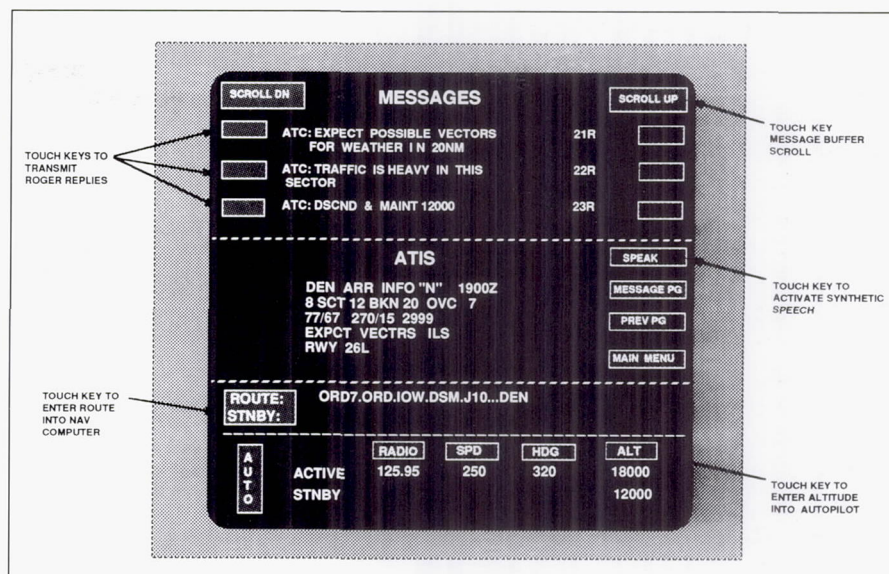 SCROLL DN
MESSAGES
SCROLL UP
ATC: EXPECT POSSIBLE VECTORS
FOR WEATHER IN 20NM
21R
ATC: TRAFFIC IS HEAVY IN THIS
SECTOR
22R
ATC: DSCND & MAINT 12000
23R
TOUCH KEYS TO
TRANSMIT
ROGER REPLIES
TOUCH KEY
MESSAGE BUFFER
SCROLL
ATIS
DEN ARR INFO "N" 1900Z
8 SCT 12 BKN 20 OVC 7
77/67 270/15 2999
EXPCT VECTRS ILS
RWY 26L
SPEAK
MESSAGE PG
PREV PG
MAIN MENU
TOUCH KEY TO
ACTIVATE SYNTHETIC
SPEECH
TOUCH KEY TO
ENTER ROUTE
INTO NAV
COMPUTER
ROUTE:
STNBY:
ORD7.ORD.IOW.DSM.J10...DEN
AUTO
RADIO SPD HDG ALT
ACTIVE 125.95 250 320 18000
STNBY 12000
TOUCH KEY TO
ENTER ALTITUDE
INTO AUTOPILOT